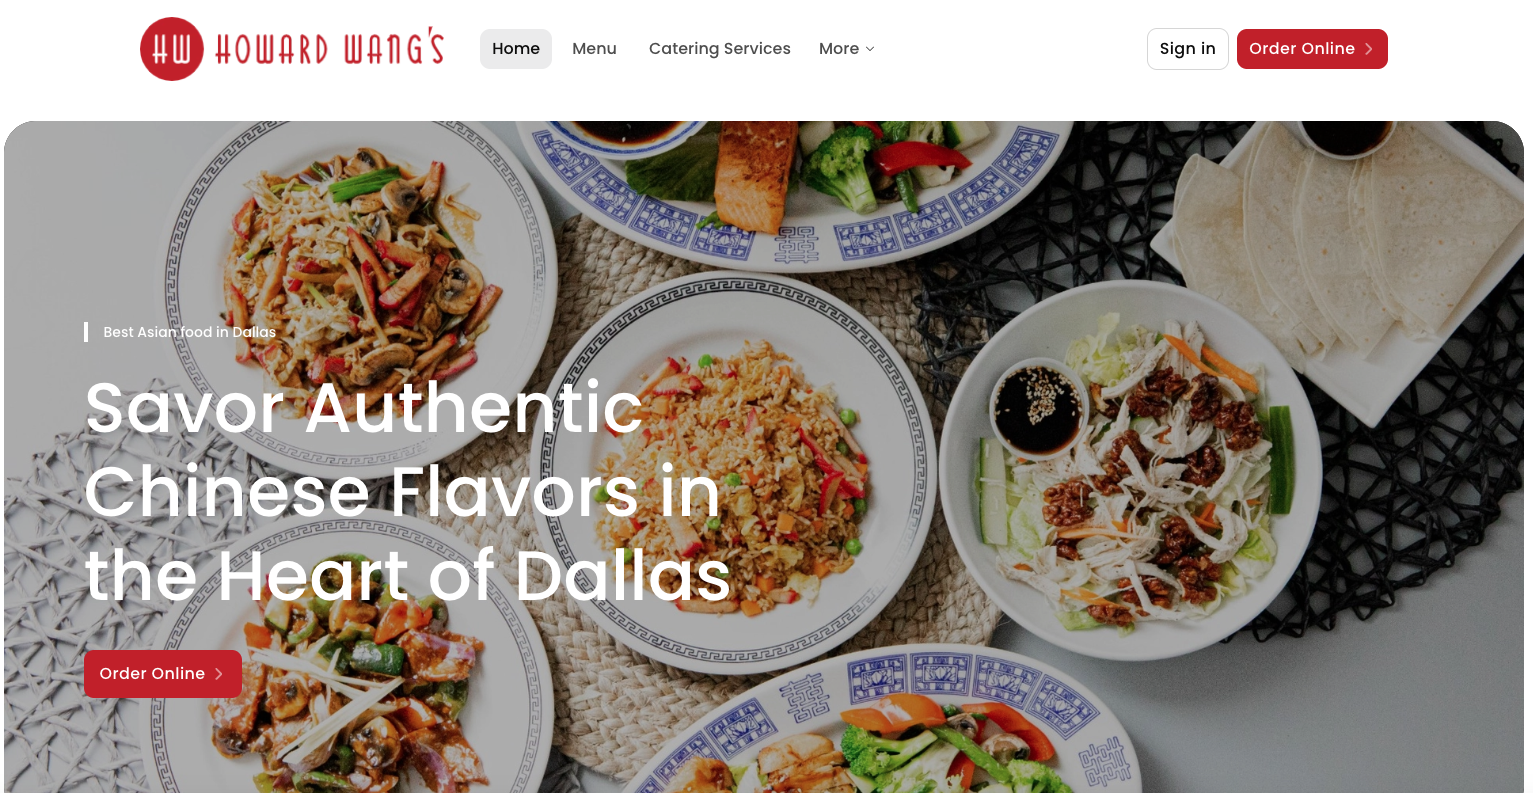 HW HOWARD WANG'S
Home Menu Catering Services More
Sign in Order Online
Best Asian food in Dallas
Savor Authentic
Chinese Flavors in
the Heart of Dallas
Order Online